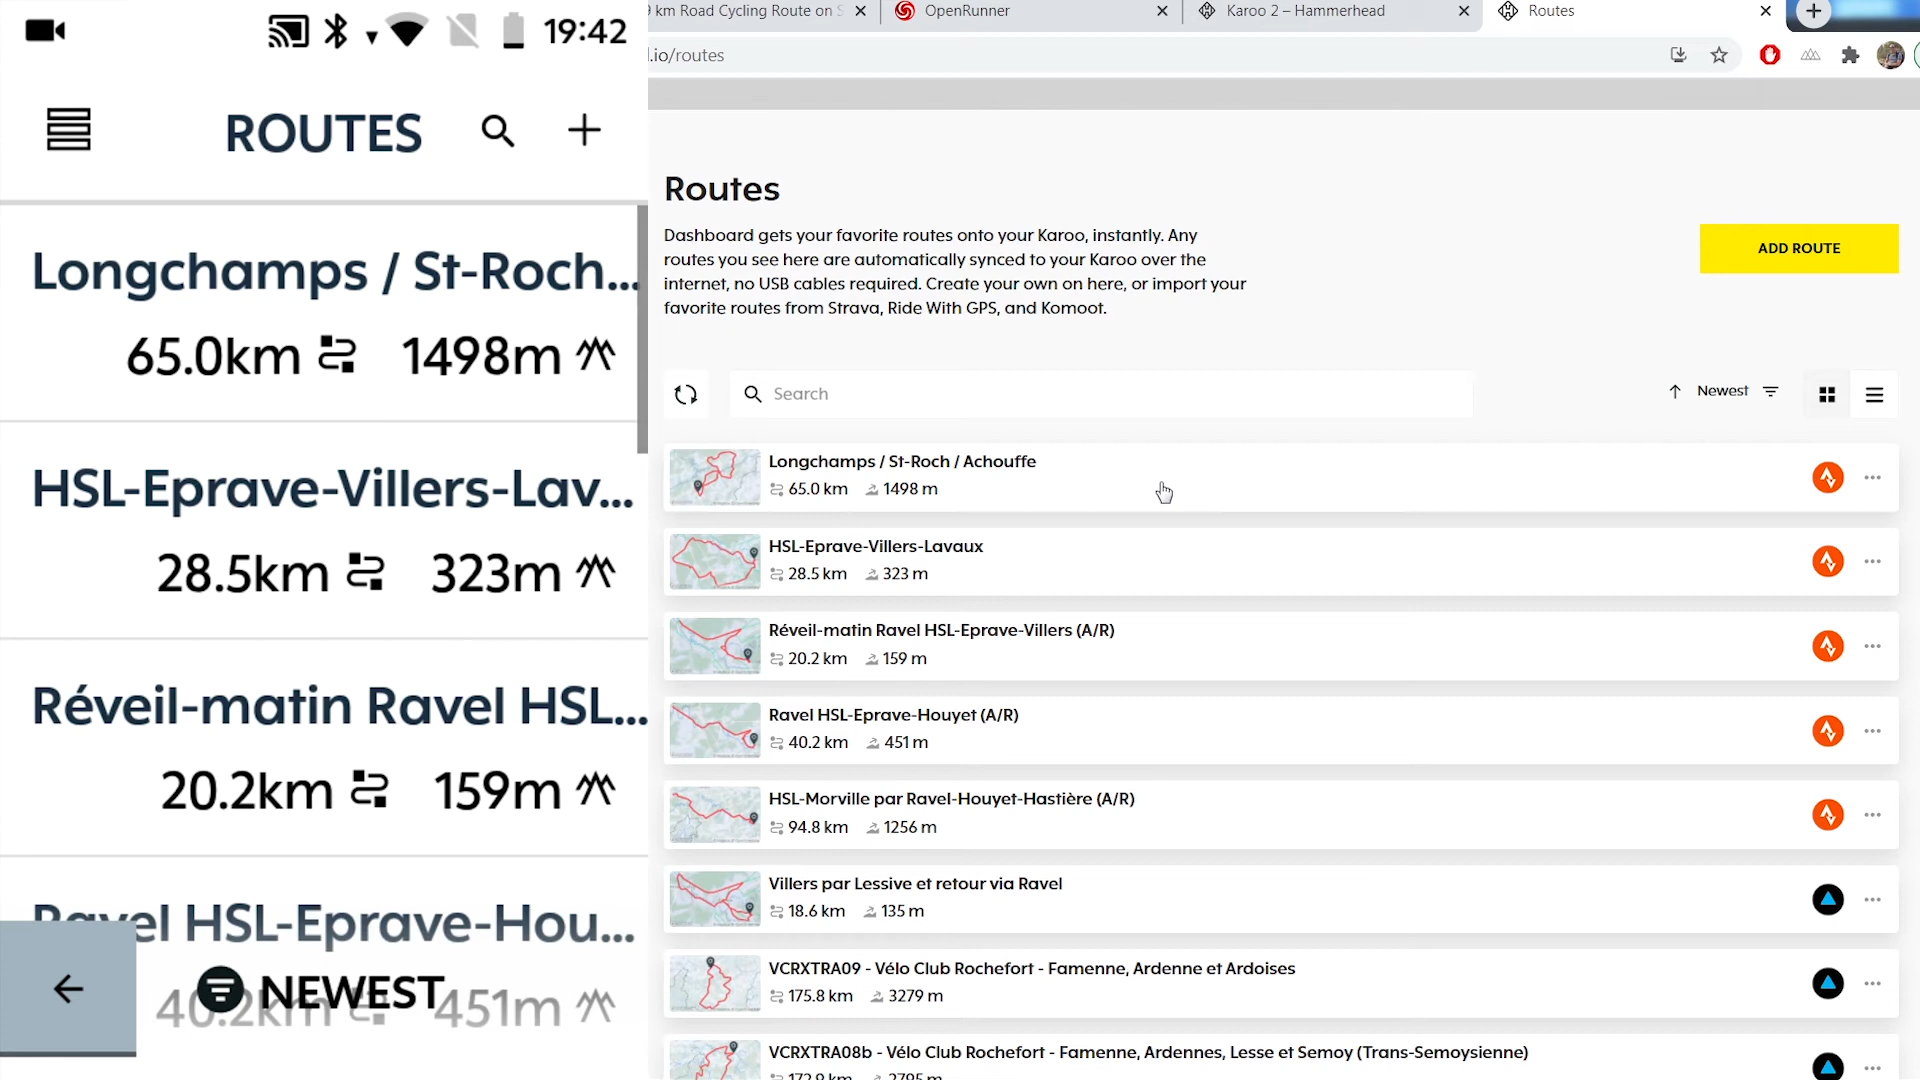 19:42
ROUTES
Longchamps / St-Roch...
65.0km 1498m
HSL-Eprave-Villers-Lav...
28.5km 323m
Réveil-matin Ravel HSL...
20.2km 159m
Ravel HSL-Eprave-Hou...
40.2km 451m
NEWEST
9 km Road Cycling Route on S
OpenRunner
Karoo 2 – Hammerhead
Routes
.io/routes
Routes
Dashboard gets your favorite routes onto your Karoo, instantly. Any
routes you see here are automatically synced to your Karoo over the
internet, no USB cables required. Create your own on here, or import your
favorite routes from Strava, Ride With GPS, and Komoot.
ADD ROUTE
Search
Newest
Longchamps / St-Roch / Achouffe
65.0 km 1498 m
HSL-Eprave-Villers-Lavaux
28.5 km 323 m
Réveil-matin Ravel HSL-Eprave-Villers (A/R)
20.2 km 159 m
Ravel HSL-Eprave-Houyet (A/R)
40.2 km 451 m
HSL-Morville par Ravel-Houyet-Hastière (A/R)
94.8 km 1256 m
Villers par Lessive et retour via Ravel
18.6 km 135 m
VCRXTRA09 - Vélo Club Rochefort - Famenne, Ardenne et Ardoises
175.8 km 3279 m
VCRXTRA08b - Vélo Club Rochefort - Famenne, Ardennes, Lesse et Semoy (Trans-Semoysienne)
172.9 km 2795 m